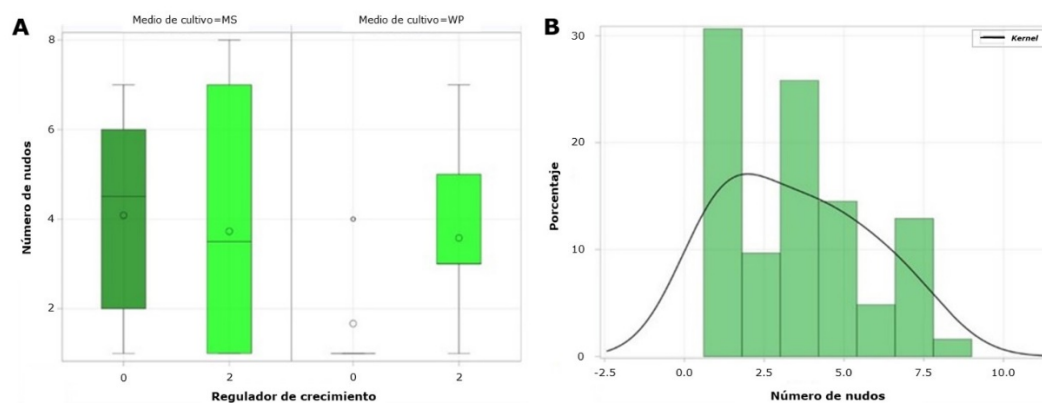 A
Medio de cultivo=MS
Medio de cultivo=WP
Número de nudos
8
6
4
2
0
2
0
2
Regulador de crecimiento
B
Kernel
Porcentaje
30
20
10
0
-2.5
0.0
2.5
5.0
7.5
10.0
Número de nudos